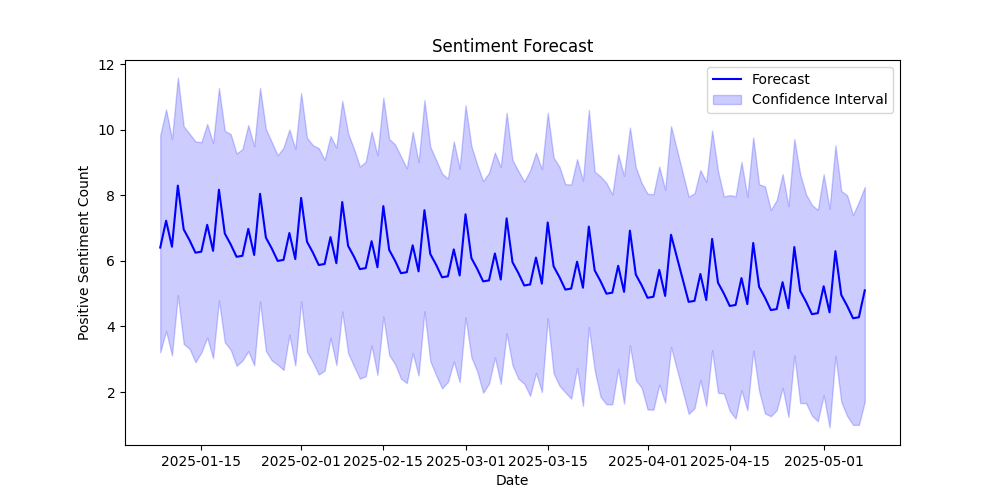 Sentiment Forecast
Forecast
Confidence Interval
Positive Sentiment Count
12
10
8
6
4
2
2025-01-15 2025-02-01 2025-02-15 2025-03-01 2025-03-15 2025-04-01 2025-04-15 2025-05-01
Date